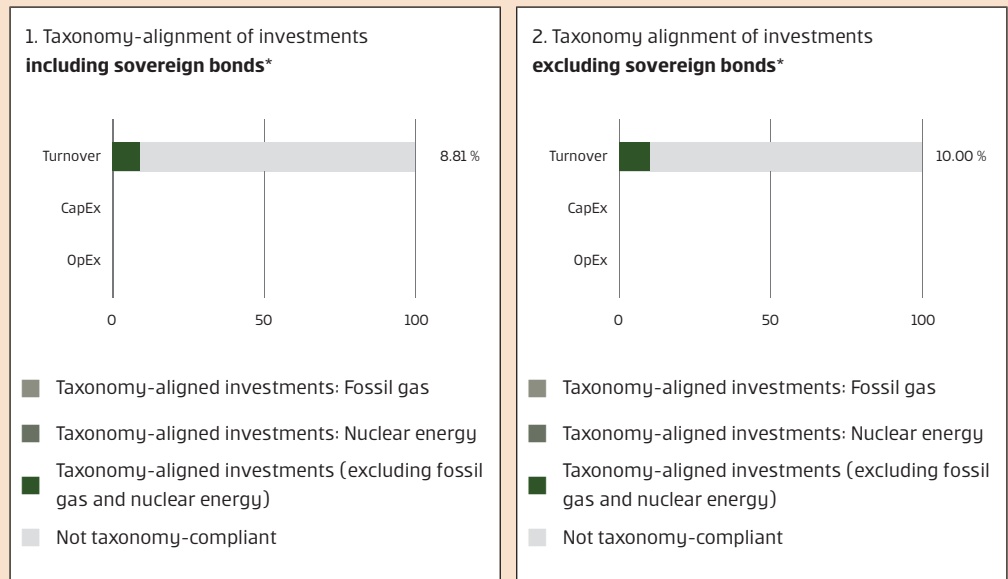 1. Taxonomy-alignment of investments
including sovereign bonds*
Turnover
8.81 %
CapEx
OpEx
0
50
100
Taxonomy-aligned investments: Fossil gas
Taxonomy-aligned investments: Nuclear energy
Taxonomy-aligned investments (excluding fossil
gas and nuclear energy)
Not taxonomy-compliant
2. Taxonomy alignment of investments
excluding sovereign bonds*
Turnover
10.00 %
CapEx
OpEx
0
50
100
Taxonomy-aligned investments: Fossil gas
Taxonomy-aligned investments: Nuclear energy
Taxonomy-aligned investments (excluding fossil
gas and nuclear energy)
Not taxonomy-compliant